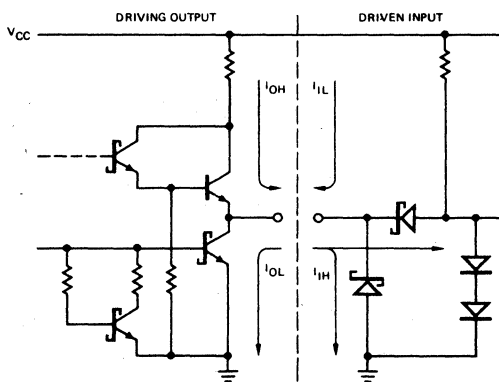 DRIVING OUTPUT
DRIVEN INPUT
VCC
IOH
IIL
IOL
IIH